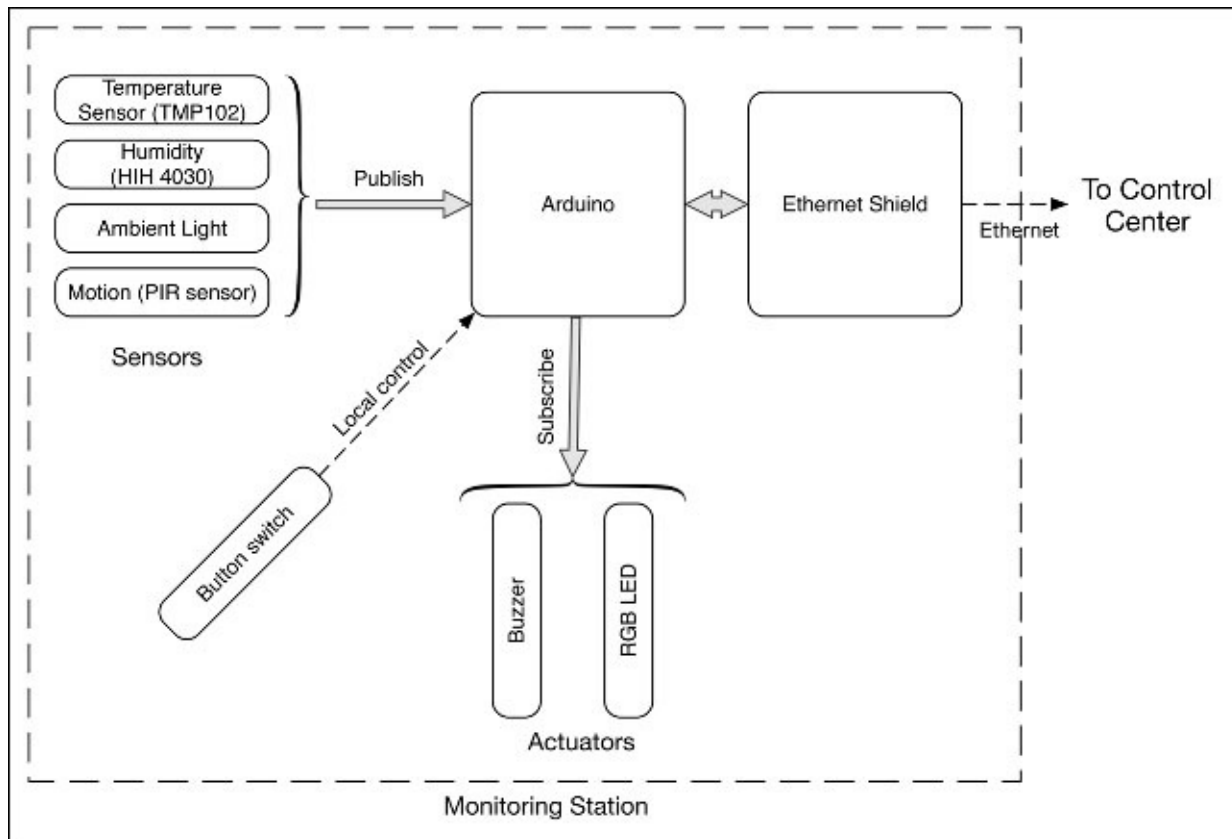 Temperature
Sensor (TMP102)
Humidity
(HIH 4030)
Ambient Light
Motion (PIR sensor)
Sensors
Publish
Arduino
Ethernet Shield
Ethernet
To Control
Center
Local control
Button switch
Subscribe
Buzzer
RGB LED
Actuators
Monitoring Station